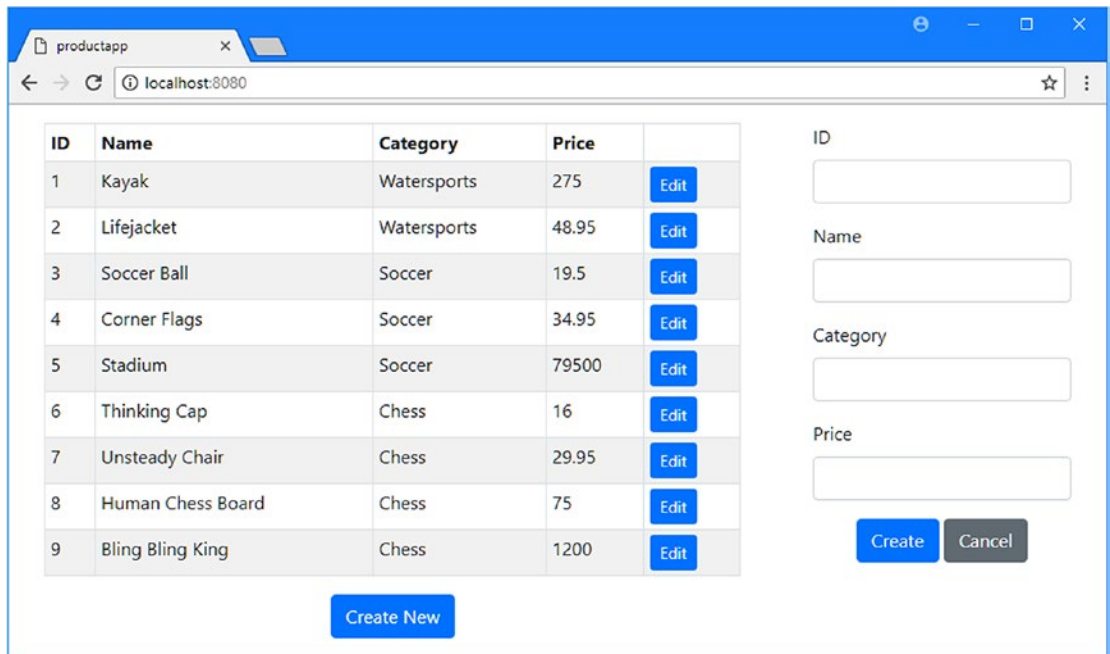 productapp
localhost:8080
ID Name Category Price
1 Kayak Watersports 275 Edit
2 Lifejacket Watersports 48.95 Edit
3 Soccer Ball Soccer 19.5 Edit
4 Corner Flags Soccer 34.95 Edit
5 Stadium Soccer 79500 Edit
6 Thinking Cap Chess 16 Edit
7 Unsteady Chair Chess 29.95 Edit
8 Human Chess Board Chess 75 Edit
9 Bling Bling King Chess 1200 Edit
Create New
ID
Name
Category
Price
Create Cancel